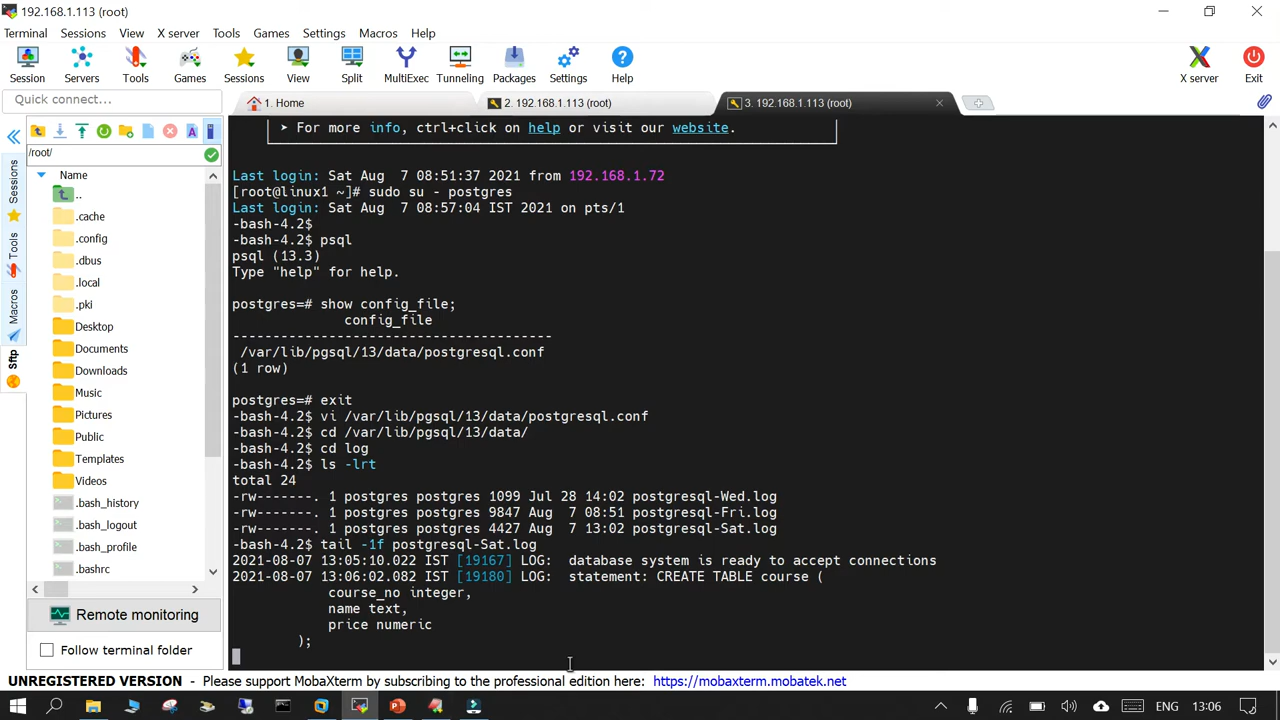 192.168.1.113 (root)
Terminal Sessions View X server Tools Games Settings Macros Help
Session Servers Tools Games Sessions View Split MultiExec Tunneling Packages Settings Help X server Exit
Quick connect...
1. Home
2. 192.168.1.113 (root)
3. 192.168.1.113 (root)
/root/
Name
..
.cache
.config
.dbus
.local
.pki
Desktop
Documents
Downloads
Music
Pictures
Public
Templates
Videos
.bash_history
.bash_logout
.bash_profile
.bashrc
Sessions
Tools
Macros
Sftp
Remote monitoring
Follow terminal folder
➤ For more info, ctrl+click on help or visit our website.
Last login: Sat Aug  7 08:51:37 2021 from 192.168.1.72
[root@linux1 ~]# sudo su - postgres
Last login: Sat Aug  7 08:57:04 IST 2021 on pts/1
-bash-4.2$
-bash-4.2$ psql
psql (13.3)
Type "help" for help.
postgres=# show config_file;
config_file
----------------------------------------
/var/lib/pgsql/13/data/postgresql.conf
(1 row)
postgres=# exit
-bash-4.2$ vi /var/lib/pgsql/13/data/postgresql.conf
-bash-4.2$ cd /var/lib/pgsql/13/data/
-bash-4.2$ cd log
-bash-4.2$ ls -lrt
total 24
-rw-------. 1 postgres postgres 1099 Jul 28 14:02 postgresql-Wed.log
-rw-------. 1 postgres postgres 9847 Aug  7 08:51 postgresql-Fri.log
-rw-------. 1 postgres postgres 4427 Aug  7 13:02 postgresql-Sat.log
-bash-4.2$ tail -1f postgresql-Sat.log
2021-08-07 13:05:10.022 IST [19167] LOG:  database system is ready to accept connections
2021-08-07 13:06:02.082 IST [19180] LOG:  statement: CREATE TABLE course (
course_no integer,
name text,
price numeric
);
UNREGISTERED VERSION - Please support MobaXterm by subscribing to the professional edition here: https://mobaxterm.mobatek.net
ENG 13:06